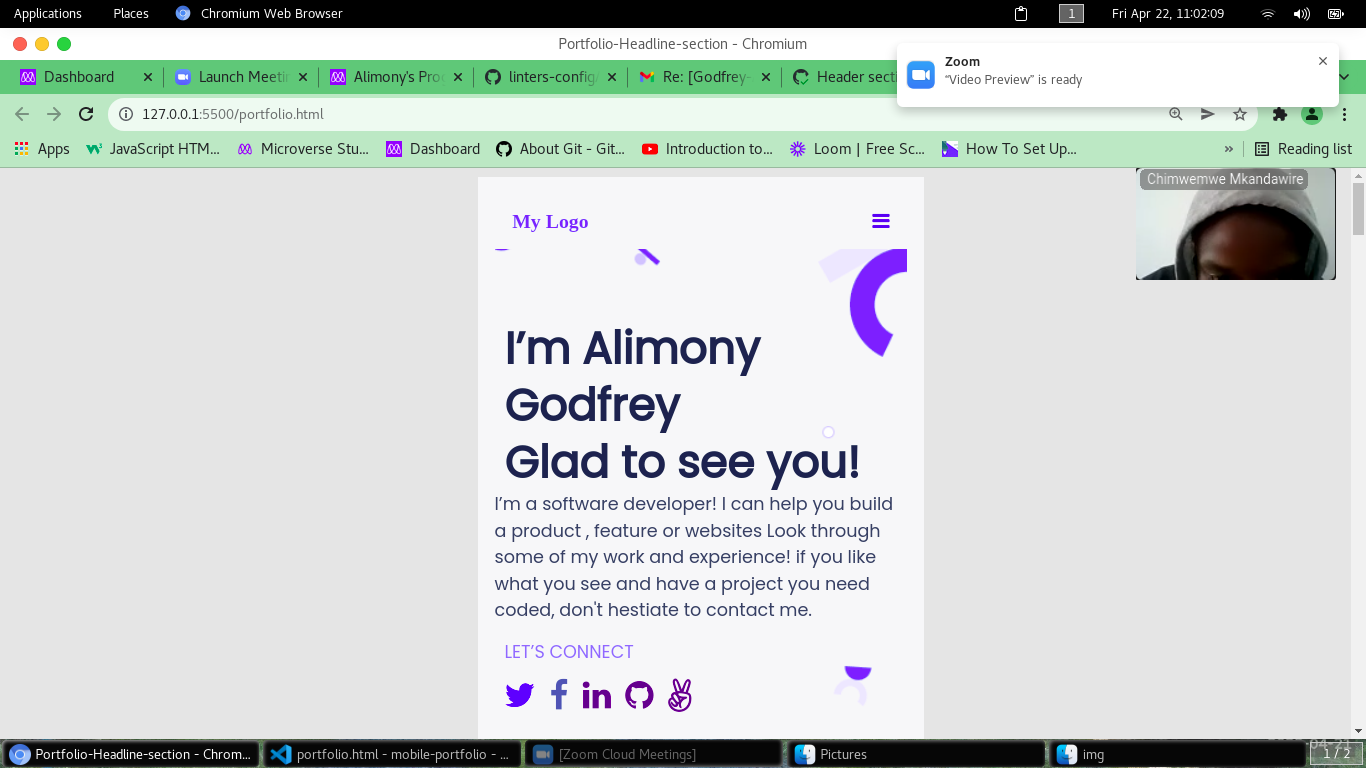 Applications Places Chromium Web Browser 1 Fri Apr 22, 11:02:09
Portfolio-Headline-section - Chromium
Zoom
“Video Preview” is ready
Dashboard Launch Meeti Alimony's Pro linters-config/ Re: [Godfrey- Header sect
127.0.0.1:5500/portfolio.html
Apps JavaScript HTM... Microverse Stu... Dashboard About Git - Git... Introduction to... Loom | Free Sc... How To Set Up... » Reading list
Chimwemwe Mkandawire
My Logo
I’m Alimony
Godfrey
Glad to see you!
I’m a software developer! I can help you build
a product , feature or websites Look through
some of my work and experience! if you like
what you see and have a project you need
coded, don't hestiate to contact me.
LET’S CONNECT
Portfolio-Headline-section - Chrom... portfolio.html - mobile-portfolio - ... [Zoom Cloud Meetings] Pictures img 1 / 2